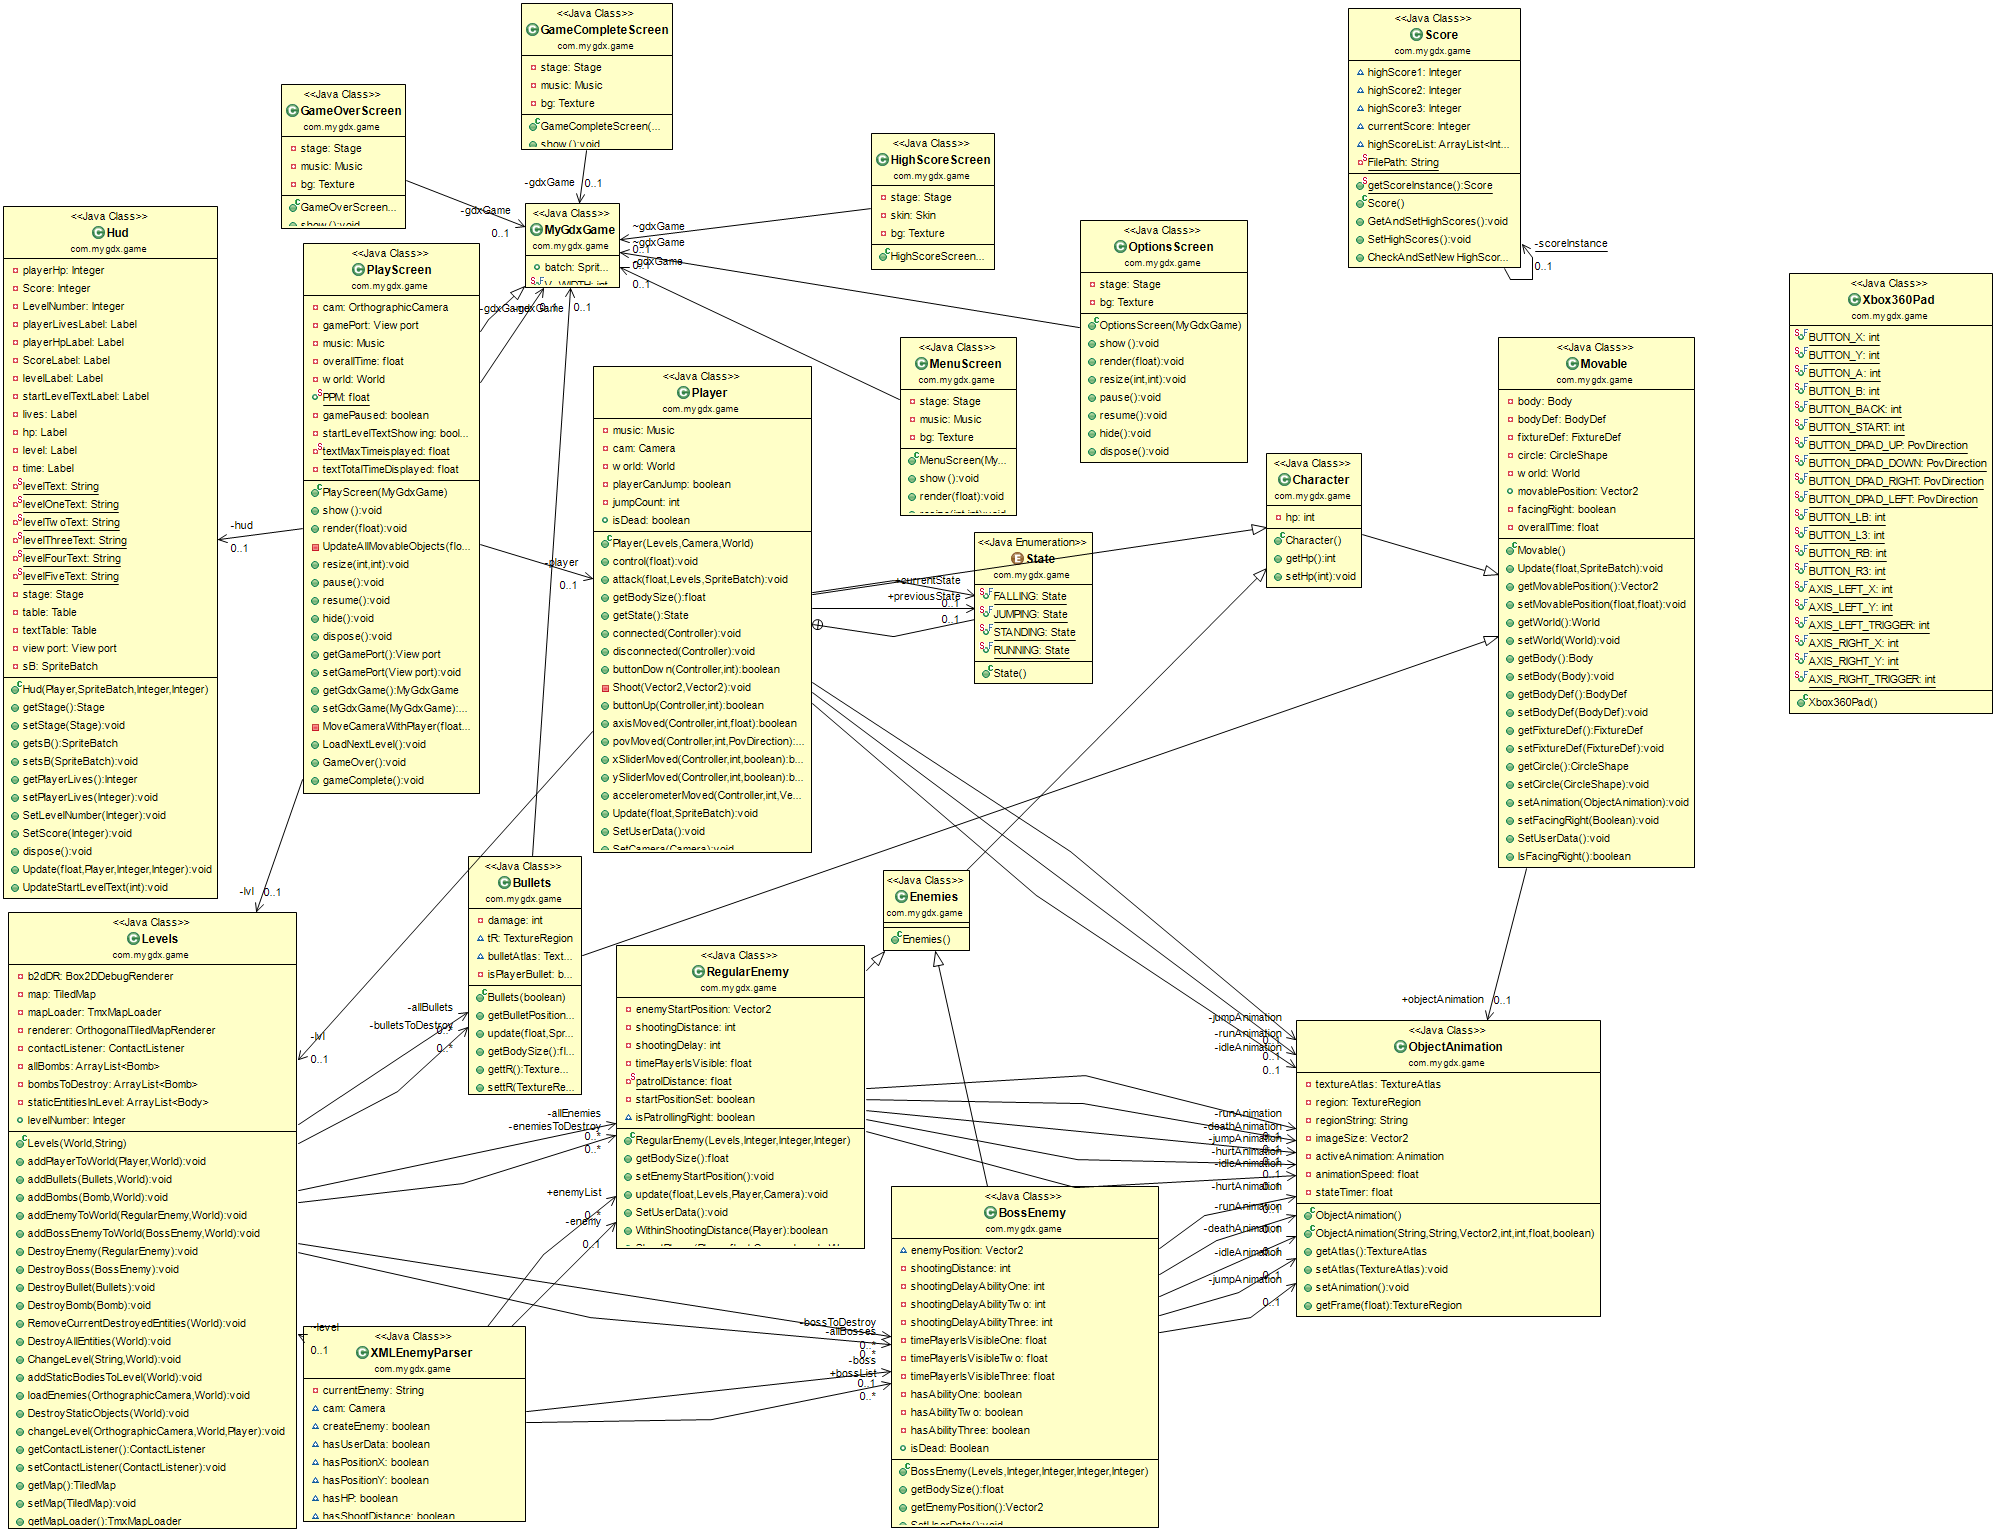 <<Java Class>>
GameCompleteScreen
com.mygdx.game
stage: Stage
music: Music
bg: Texture
GameCompleteScreen(...
show():void
<<Java Class>>
Score
com.mygdx.game
highScore1: Integer
highScore2: Integer
highScore3: Integer
currentScore: Integer
highScoreList: ArrayList<Int...
FilePath: String
getScoreInstance():Score
Score()
GetAndSetHighScores():void
SetHighScores():void
CheckAndSetNewHighScor...
-scoreInstance
0..1
<<Java Class>>
GameOverScreen
com.mygdx.game
stage: Stage
music: Music
bg: Texture
GameOverScreen...
show():void
-gdxGame
0..1
-gdxGame
0..1
<<Java Class>>
HighScoreScreen
com.mygdx.game
stage: Stage
skin: Skin
bg: Texture
HighScoreScreen...
<<Java Class>>
MyGdxGame
com.mygdx.game
batch: Sprit...
V_WIDTH: int
~gdxGame
0..1
~gdxGame
0..1
-gdxGame
0..1
-gdxGame
-gdxGame
0..1
0..1
<<Java Class>>
Hud
com.mygdx.game
playerHp: Integer
Score: Integer
LevelNumber: Integer
playerLivesLabel: Label
playerHpLabel: Label
ScoreLabel: Label
levelLabel: Label
startLevelTextLabel: Label
lives: Label
hp: Label
level: Label
time: Label
levelText: String
levelOneText: String
levelTwoText: String
levelThreeText: String
levelFourText: String
levelFiveText: String
stage: Stage
table: Table
textTable: Table
viewport: Viewport
sB: SpriteBatch
Hud(Player,SpriteBatch,Integer,Integer)
getStage():Stage
setStage(Stage):void
getsB():SpriteBatch
setsB(SpriteBatch):void
getPlayerLives():Integer
setPlayerLives(Integer):void
SetLevelNumber(Integer):void
SetScore(Integer):void
dispose():void
Update(float,Player,Integer,Integer):void
UpdateStartLevelText(int):void
-hud
0..1
<<Java Class>>
PlayScreen
com.mygdx.game
cam: OrthographicCamera
gamePort: Viewport
music: Music
overallTime: float
world: World
PPM: float
gamePaused: boolean
startLevelTextShowing: bool...
textMaxTimeisplayed: float
textTotalTimeDisplayed: float
PlayScreen(MyGdxGame)
show():void
render(float):void
UpdateAllMovableObjects(flo...
resize(int,int):void
pause():void
resume():void
hide():void
dispose():void
getGamePort():Viewport
setGamePort(Viewport):void
getGdxGame():MyGdxGame
setGdxGame(MyGdxGame):...
MoveCameraWithPlayer(float...
LoadNextLevel():void
GameOver():void
gameComplete():void
-player
0..1
-lvl
0..1
<<Java Class>>
Player
com.mygdx.game
music: Music
cam: Camera
world: World
playerCanJump: boolean
jumpCount: int
isDead: boolean
Player(Levels,Camera,World)
control(float):void
attack(float,Levels,SpriteBatch):void
getBodySize():float
getState():State
connected(Controller):void
disconnected(Controller):void
buttonDown(Controller,int):boolean
Shoot(Vector2,Vector2):void
buttonUp(Controller,int):boolean
axisMoved(Controller,int,float):boolean
povMoved(Controller,int,PovDirection):...
xSliderMoved(Controller,int,boolean):b...
ySliderMoved(Controller,int,boolean):b...
accelerometerMoved(Controller,int,Ve...
Update(float,SpriteBatch):void
SetUserData():void
SetCamera(Camera):void
<<Java Class>>
OptionsScreen
com.mygdx.game
stage: Stage
bg: Texture
OptionsScreen(MyGdxGame)
show():void
render(float):void
resize(int,int):void
pause():void
resume():void
hide():void
dispose():void
<<Java Class>>
MenuScreen
com.mygdx.game
stage: Stage
music: Music
bg: Texture
MenuScreen(My...
show():void
render(float):void
resize(int,int):void
<<Java Enumeration>>
State
com.mygdx.game
FALLING: State
JUMPING: State
STANDING: State
RUNNING: State
State()
+currentState
+previousState
0..1
0..1
<<Java Class>>
Character
com.mygdx.game
hp: int
Character()
getHp():int
setHp(int):void
<<Java Class>>
Movable
com.mygdx.game
body: Body
bodyDef: BodyDef
fixtureDef: FixtureDef
circle: CircleShape
world: World
movablePosition: Vector2
facingRight: boolean
overallTime: float
Movable()
Update(float,SpriteBatch):void
getMovablePosition():Vector2
setMovablePosition(float,float):void
getWorld():World
setWorld(World):void
getBody():Body
setBody(Body):void
getBodyDef():BodyDef
setBodyDef(BodyDef):void
getFixtureDef():FixtureDef
setFixtureDef(FixtureDef):void
getCircle():CircleShape
setCircle(CircleShape):void
setAnimation(ObjectAnimation):void
setFacingRight(Boolean):void
SetUserData():void
IsFacingRight():boolean
<<Java Class>>
Xbox360Pad
com.mygdx.game
BUTTON_X: int
BUTTON_Y: int
BUTTON_A: int
BUTTON_B: int
BUTTON_BACK: int
BUTTON_START: int
BUTTON_DPAD_UP: PovDirection
BUTTON_DPAD_DOWN: PovDirection
BUTTON_DPAD_RIGHT: PovDirection
BUTTON_DPAD_LEFT: PovDirection
BUTTON_LB: int
BUTTON_L3: int
BUTTON_RB: int
BUTTON_R3: int
AXIS_LEFT_X: int
AXIS_LEFT_Y: int
AXIS_LEFT_TRIGGER: int
AXIS_RIGHT_X: int
AXIS_RIGHT_Y: int
AXIS_RIGHT_TRIGGER: int
Xbox360Pad()
<<Java Class>>
Levels
com.mygdx.game
b2dDR: Box2DDebugRenderer
map: TiledMap
mapLoader: TmxMapLoader
renderer: OrthogonalTiledMapRenderer
contactListener: ContactListener
allBombs: ArrayList<Bomb>
bombsToDestroy: ArrayList<Bomb>
staticEntitiesInLevel: ArrayList<Body>
levelNumber: Integer
Levels(World,String)
addPlayerToWorld(Player,World):void
addBullets(Bullets,World):void
addBombs(Bomb,World):void
addEnemyToWorld(RegularEnemy,World):void
addBossEnemyToWorld(BossEnemy,World):void
DestroyEnemy(RegularEnemy):void
DestroyBoss(BossEnemy):void
DestroyBullet(Bullets):void
DestroyBomb(Bomb):void
RemoveCurrentDestroyedEntities(World):void
DestroyAllEntities(World):void
ChangeLevel(String,World):void
addStaticBodiesToLevel(World):void
loadEnemies(OrthographicCamera,World):void
DestroyStaticObjects(World):void
changeLevel(OrthographicCamera,World,Player):void
getContactListener():ContactListener
setContactListener(ContactListener):void
getMap():TiledMap
setMap(TiledMap):void
getMapLoader():TmxMapLoader
-lvl
0..1
-allBullets
0..*
-bulletsToDestroy
0..*
-allEnemies
0..*
-enemiesToDestroy
0..*
+enemyList
0..*
-enemy
0..1
~level
0..1
<<Java Class>>
Bullets
com.mygdx.game
damage: int
tR: TextureRegion
bulletAtlas: Text...
isPlayerBullet: b...
Bullets(boolean)
getBulletPosition...
update(float,Spr...
getBodySize():fl...
gettR():Texture...
settR(TextureRe...
<<Java Class>>
RegularEnemy
com.mygdx.game
enemyStartPosition: Vector2
shootingDistance: int
shootingDelay: int
timePlayerIsVisible: float
patrolDistance: float
startPositionSet: boolean
isPatrollingRight: boolean
RegularEnemy(Levels,Integer,Integer,Integer)
getBodySize():float
setEnemyStartPosition():void
update(float,Levels,Player,Camera):void
SetUserData():void
WithinShootingDistance(Player):boolean
<<Java Class>>
Enemies
com.mygdx.game
Enemies()
<<Java Class>>
XMLEnemyParser
com.mygdx.game
currentEnemy: String
cam: Camera
createEnemy: boolean
hasUserData: boolean
hasPositionX: boolean
hasPositionY: boolean
hasHP: boolean
hasShootDistance: boolean
-bossToDestroy
-allBosses
0..*
0..*
-boss
+bossList
0..1
0..*
<<Java Class>>
BossEnemy
com.mygdx.game
enemyPosition: Vector2
shootingDistance: int
shootingDelayAbilityOne: int
shootingDelayAbilityTwo: int
shootingDelayAbilityThree: int
timePlayerIsVisibleOne: float
timePlayerIsVisibleTwo: float
timePlayerIsVisibleThree: float
hasAbilityOne: boolean
hasAbilityTwo: boolean
hasAbilityThree: boolean
isDead: Boolean
BossEnemy(Levels,Integer,Integer,Integer,Integer)
getBodySize():float
getEnemyPosition():Vector2
SetUserData():void
+objectAnimation
0..1
-jumpAnimation
0..1
-runAnimation
0..1
-idleAnimation
0..1
-runAnimation
-deathAnimation
-jumpAnimation
-hurtAnimation
-idleAnimation
0..1
-hurtAnimation
-runAnimation
-deathAnimation
-idleAnimation
0..1
-jumpAnimation
0..1
<<Java Class>>
ObjectAnimation
com.mygdx.game
textureAtlas: TextureAtlas
region: TextureRegion
regionString: String
imageSize: Vector2
activeAnimation: Animation
animationSpeed: float
stateTimer: float
ObjectAnimation()
ObjectAnimation(String,String,Vector2,int,int,float,boolean)
getAtlas():TextureAtlas
setAtlas(TextureAtlas):void
setAnimation():void
getFrame(float):TextureRegion